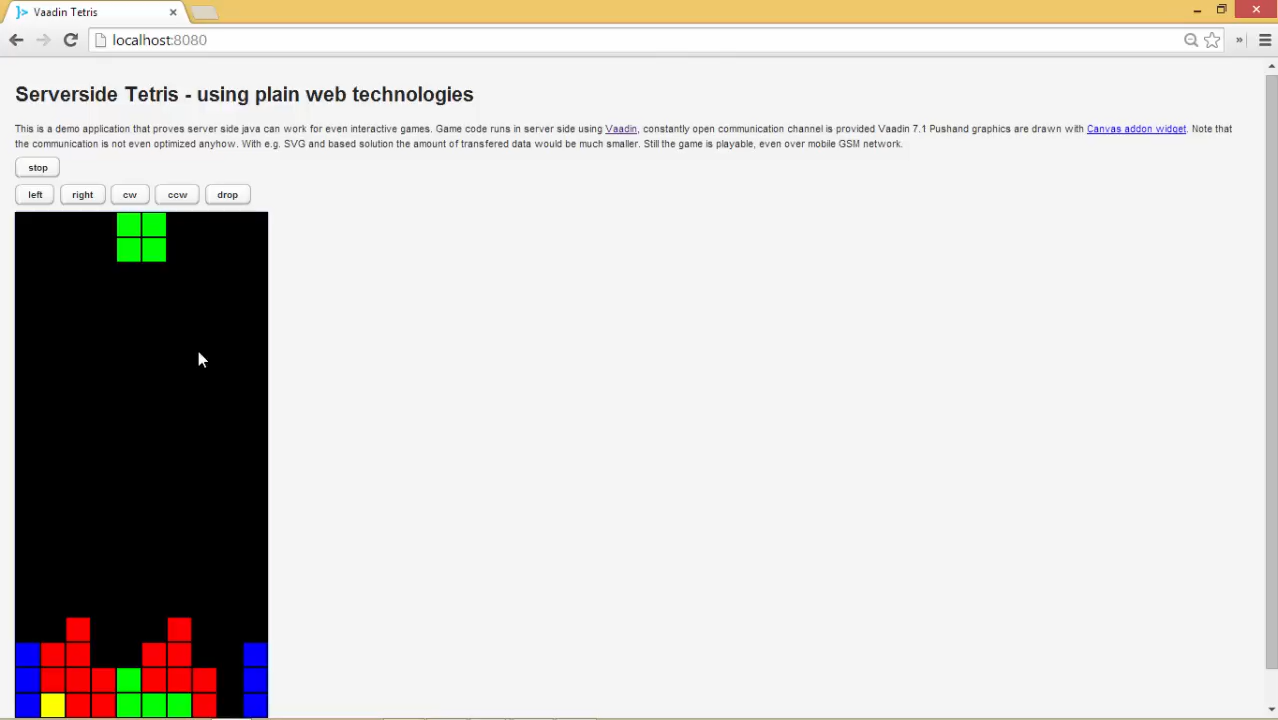 Vaadin Tetris
localhost:8080
Serverside Tetris - using plain web technologies
This is a demo application that proves server side java can work for even interactive games. Game code runs in server side using Vaadin, constantly open communication channel is provided Vaadin 7.1 Pushand graphics are drawn with Canvas addon widget. Note that
the communication is not even optimized anyhow. With e.g. SVG and based solution the amount of transfered data would be much smaller. Still the game is playable, even over mobile GSM network.
stop
left right cw ccw drop